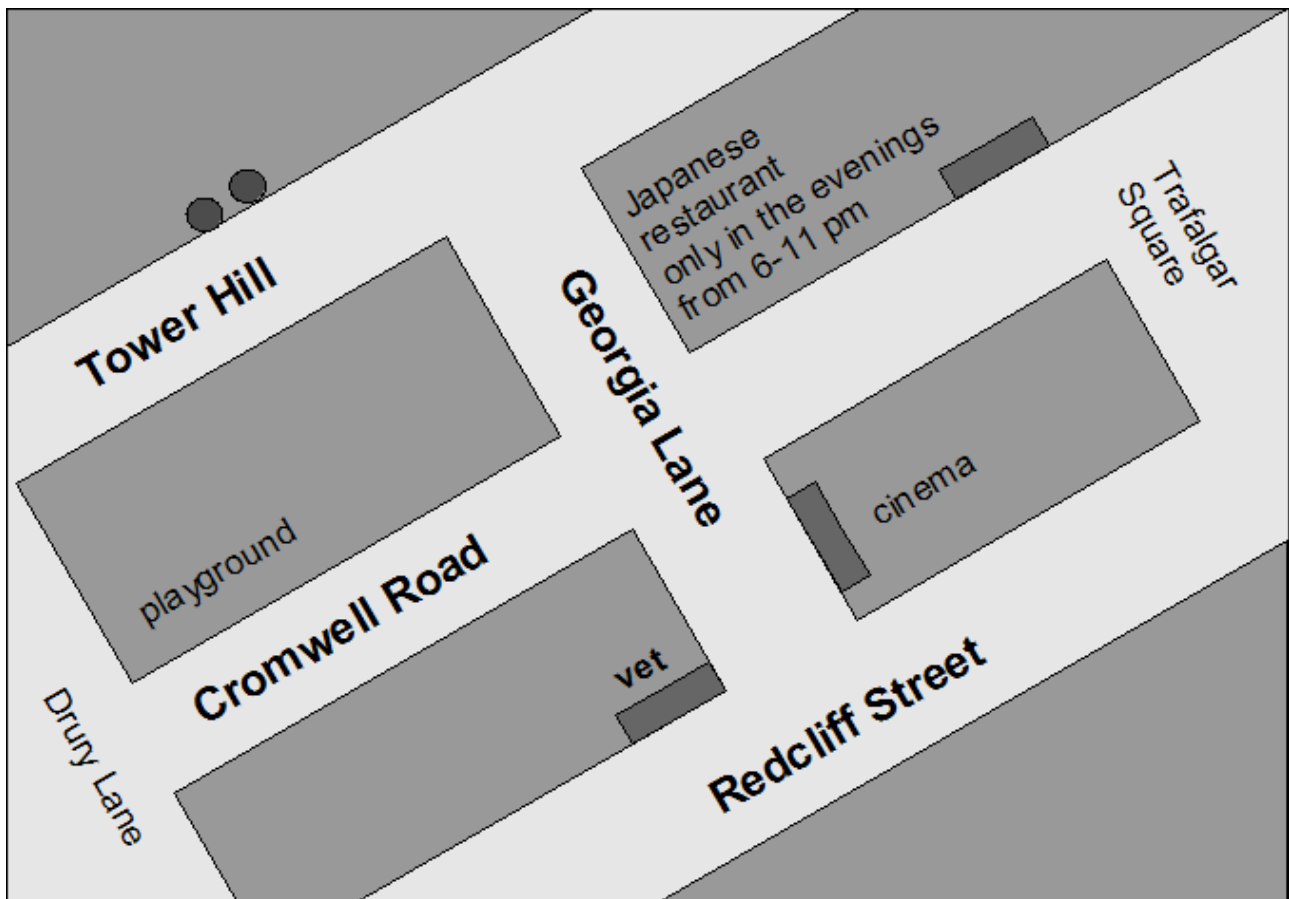 Japanese
restaurant
only in the evenings
from 6-11 pm
Trafalgar
Square
Tower Hill
Georgia Lane
cinema
playground
Cromwell Road
vet
Drury Lane
Redcliff Street